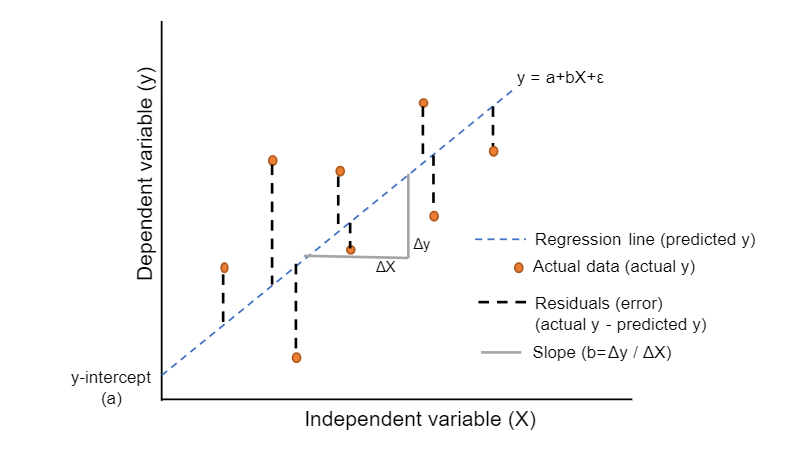 y = a+bX+ε
Dependent variable (y)
Δy
ΔX
Regression line (predicted y)
Actual data (actual y)
Residuals (error)
(actual y - predicted y)
Slope (b=Δy / ΔX)
y-intercept
(a)
Independent variable (X)